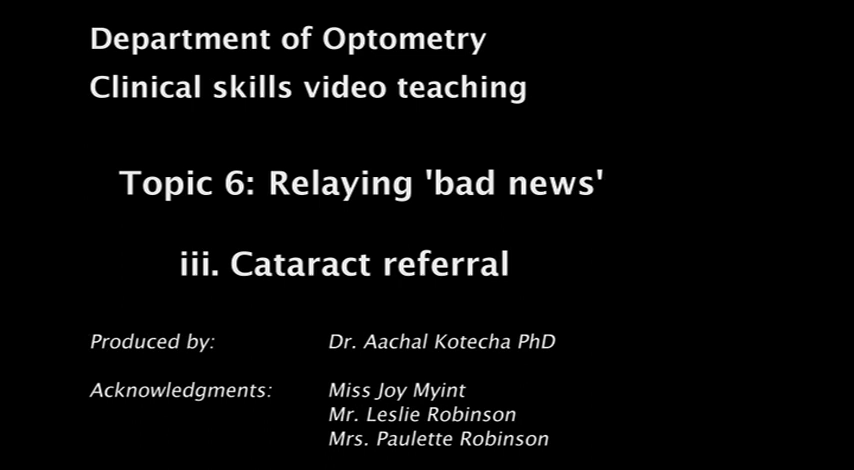 Department of Optometry
Clinical skills video teaching
Topic 6: Relaying 'bad news'
iii. Cataract referral
Produced by: Dr. Aachal Kotecha PhD
Acknowledgments: Miss Joy Myint
Mr. Leslie Robinson
Mrs. Paulette Robinson